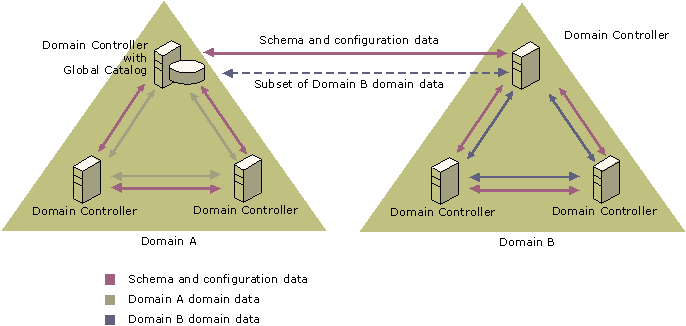 Domain Controller
with
Global Catalog
Schema and configuration data
Domain Controller
Subset of Domain B domain data
Domain Controller
Domain Controller
Domain Controller
Domain Controller
Domain A
Domain B
Schema and configuration data
Domain A domain data
Domain B domain data